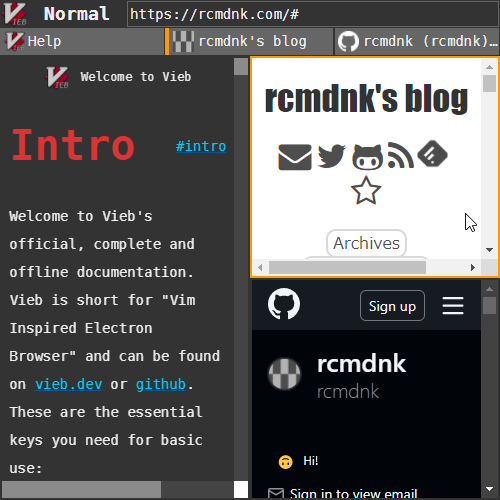 Normal
https://rcmdnk.com/#
Help
rcmdnk's blog
rcmdnk (rcmdnk)…
Welcome to Vieb
Intro
#intro
Welcome to Vieb's
official, complete and
offline documentation.
Vieb is short for "Vim
Inspired Electron
Browser" and can be found
on vieb.dev or github.
These are the essential
keys you need for basic
use:
rcmdnk's blog
Archives
Sign up
rcmdnk
rcmdnk
Hi!
Sign in to view email